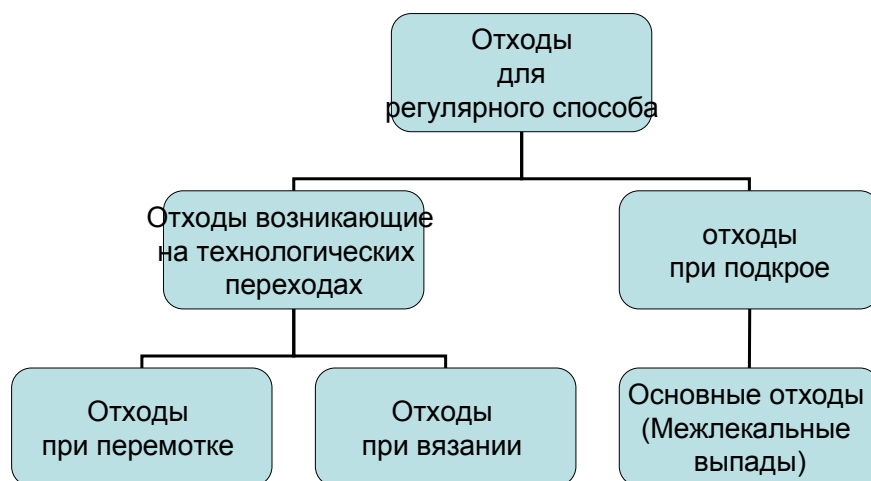 Отходы
для
регулярного способа
Отходы возникающие
на технологических
переходах
отходы
при подкрое
Отходы
при перемотке
Отходы
при вязании
Основные отходы
(Межлекальные
выпады)